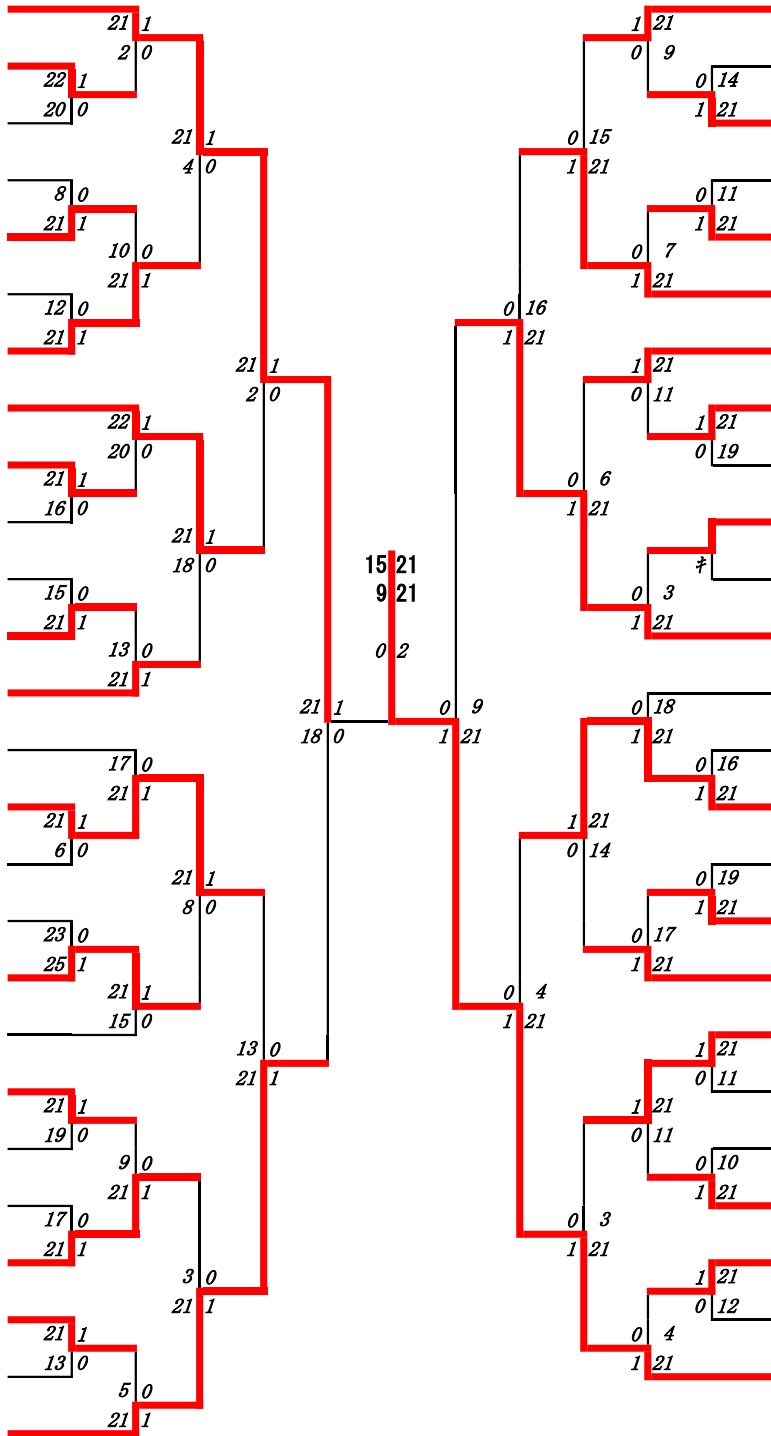 21 1 1 21
2 0 0 9
22 1 0 14
20 0 1 21
21 1 0 15
4 0 1 21
8 0 0 11
21 1 1 21
10 0 0 7
21 1 1 21
12 0 0 16
21 1 1 21
21 1 1 21
2 0 0 11
22 1 1 21
20 0 0 19
21 1 0 6
16 0 1 21
21 1
18 0 15 21 ｷ
15 0 9 21 0 3
21 1 1 21
13 0 0 2
21 1
21 1 0 9 0 18
18 0 1 21 1 21
17 0 0 16
21 1 1 21
21 1 1 21
6 0 0 14
21 1 0 19
8 0 1 21
23 0 0 17
25 1 1 21
21 1 0 4
15 0 1 21
13 0 1 21
21 1 0 11
21 1 1 21
19 0 0 11
9 0 0 10
21 1 1 21
17 0 0 3
21 1 1 21
3 0 1 21
21 1 0 12
21 1 0 4
13 0 1 21
5 0
21 1